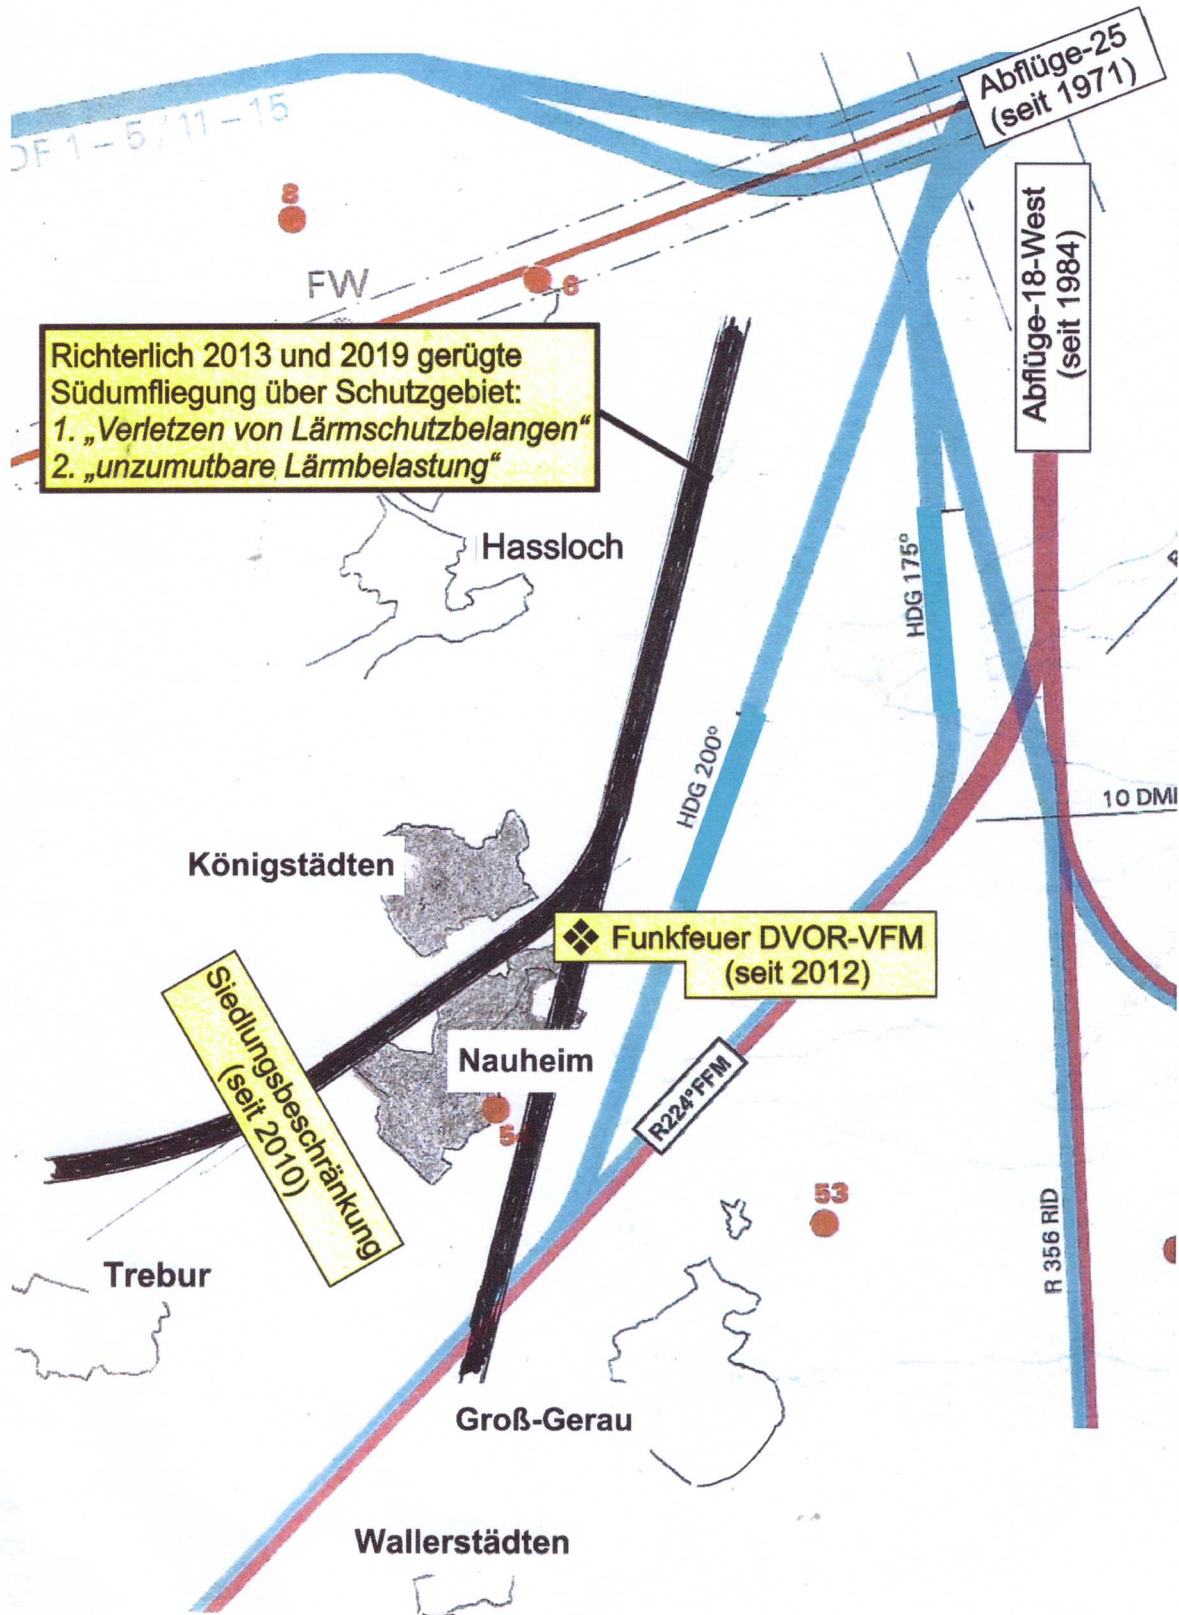 Abflüge-25
(seit 1971)
DF 1 – 5 / 11 – 15
8
FW
6
Abflüge-18-West
(seit 1984)
Richterlich 2013 und 2019 gerügte
Südumfliegung über Schutzgebiet:
1. „Verletzen von Lärmschutzbelangen“
2. „unzumutbare Lärmbelastung“
Hassloch
HDG 175°
HDG 200°
10 DM
Königstädten
❖ Funkfeuer DVOR-VFM
(seit 2012)
Siedlungsbeschränkung
(seit 2010)
Nauheim
R224°FFM
53
R 356 RID
Trebur
Groß-Gerau
Wallerstädten